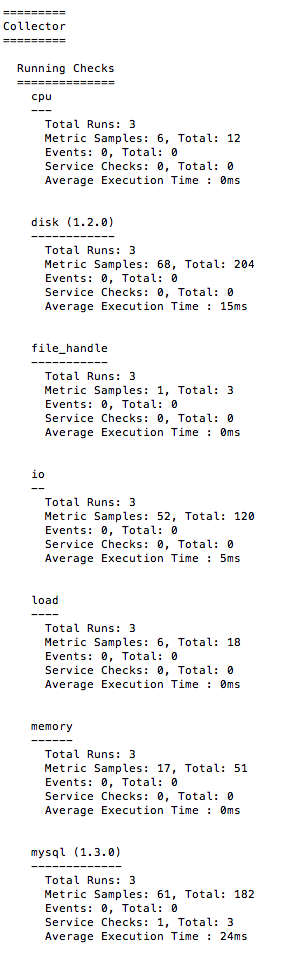 =========
Collector
=========
Running Checks
==============
cpu
---
Total Runs: 3
Metric Samples: 6, Total: 12
Events: 0, Total: 0
Service Checks: 0, Total: 0
Average Execution Time : 0ms
disk (1.2.0)
------------
Total Runs: 3
Metric Samples: 68, Total: 204
Events: 0, Total: 0
Service Checks: 0, Total: 0
Average Execution Time : 15ms
file_handle
-----------
Total Runs: 3
Metric Samples: 1, Total: 3
Events: 0, Total: 0
Service Checks: 0, Total: 0
Average Execution Time : 0ms
io
--
Total Runs: 3
Metric Samples: 52, Total: 120
Events: 0, Total: 0
Service Checks: 0, Total: 0
Average Execution Time : 5ms
load
----
Total Runs: 3
Metric Samples: 6, Total: 18
Events: 0, Total: 0
Service Checks: 0, Total: 0
Average Execution Time : 0ms
memory
------
Total Runs: 3
Metric Samples: 17, Total: 51
Events: 0, Total: 0
Service Checks: 0, Total: 0
Average Execution Time : 0ms
mysql (1.3.0)
-------------
Total Runs: 3
Metric Samples: 61, Total: 182
Events: 0, Total: 0
Service Checks: 1, Total: 3
Average Execution Time : 24ms